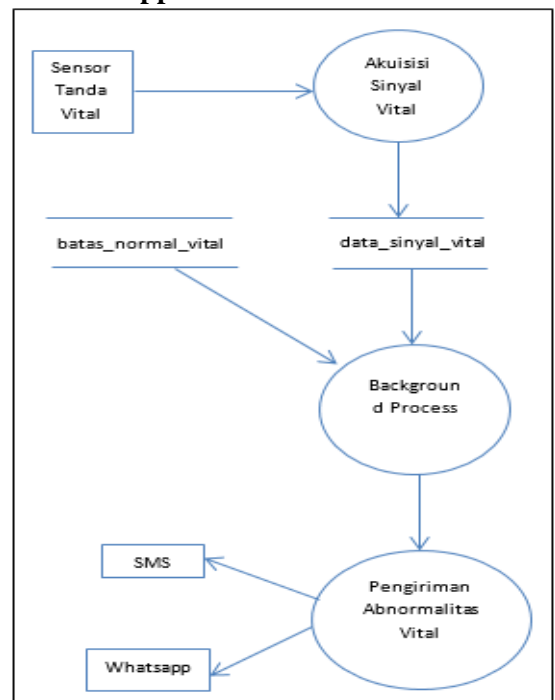 Sensor
Tanda
Vital
Akuisisi
Sinyal
Vital
batas_normal_vital
data_sinyal_vital
Backgroun
d Process
SMS
Pengiriman
Abnormalitas
Vital
Whatsapp